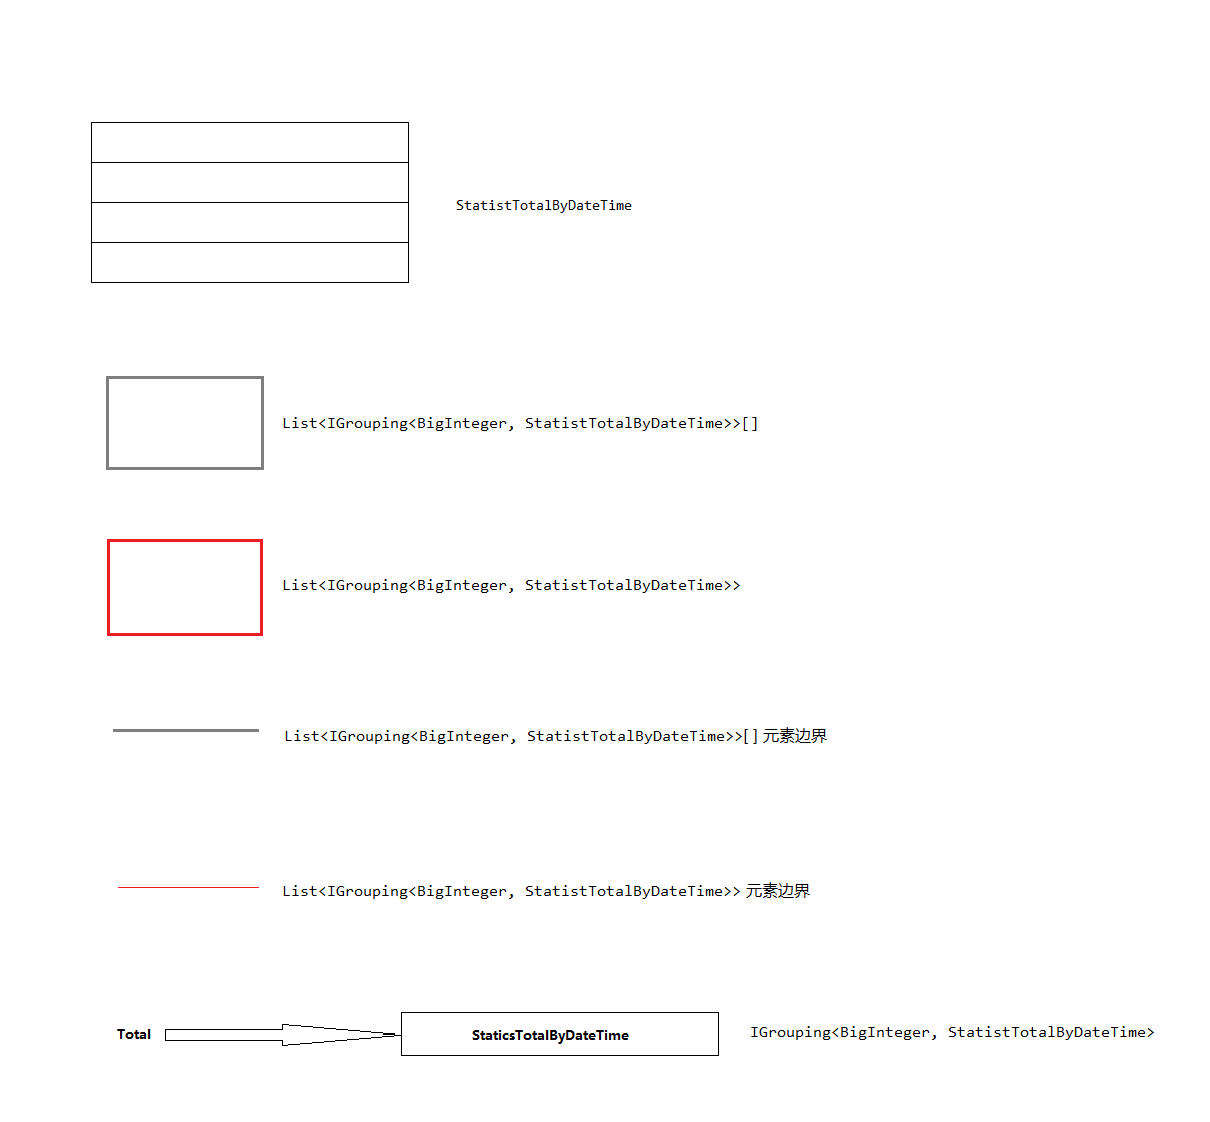 StatistTotalByDateTime
List<IGrouping<BigInteger, StatistTotalByDateTime>>[]
List<IGrouping<BigInteger, StatistTotalByDateTime>>
List<IGrouping<BigInteger, StatistTotalByDateTime>>[] 元素边界
List<IGrouping<BigInteger, StatistTotalByDateTime>> 元素边界
Total StaticsTotalByDateTime IGrouping<BigInteger, StatistTotalByDateTime>